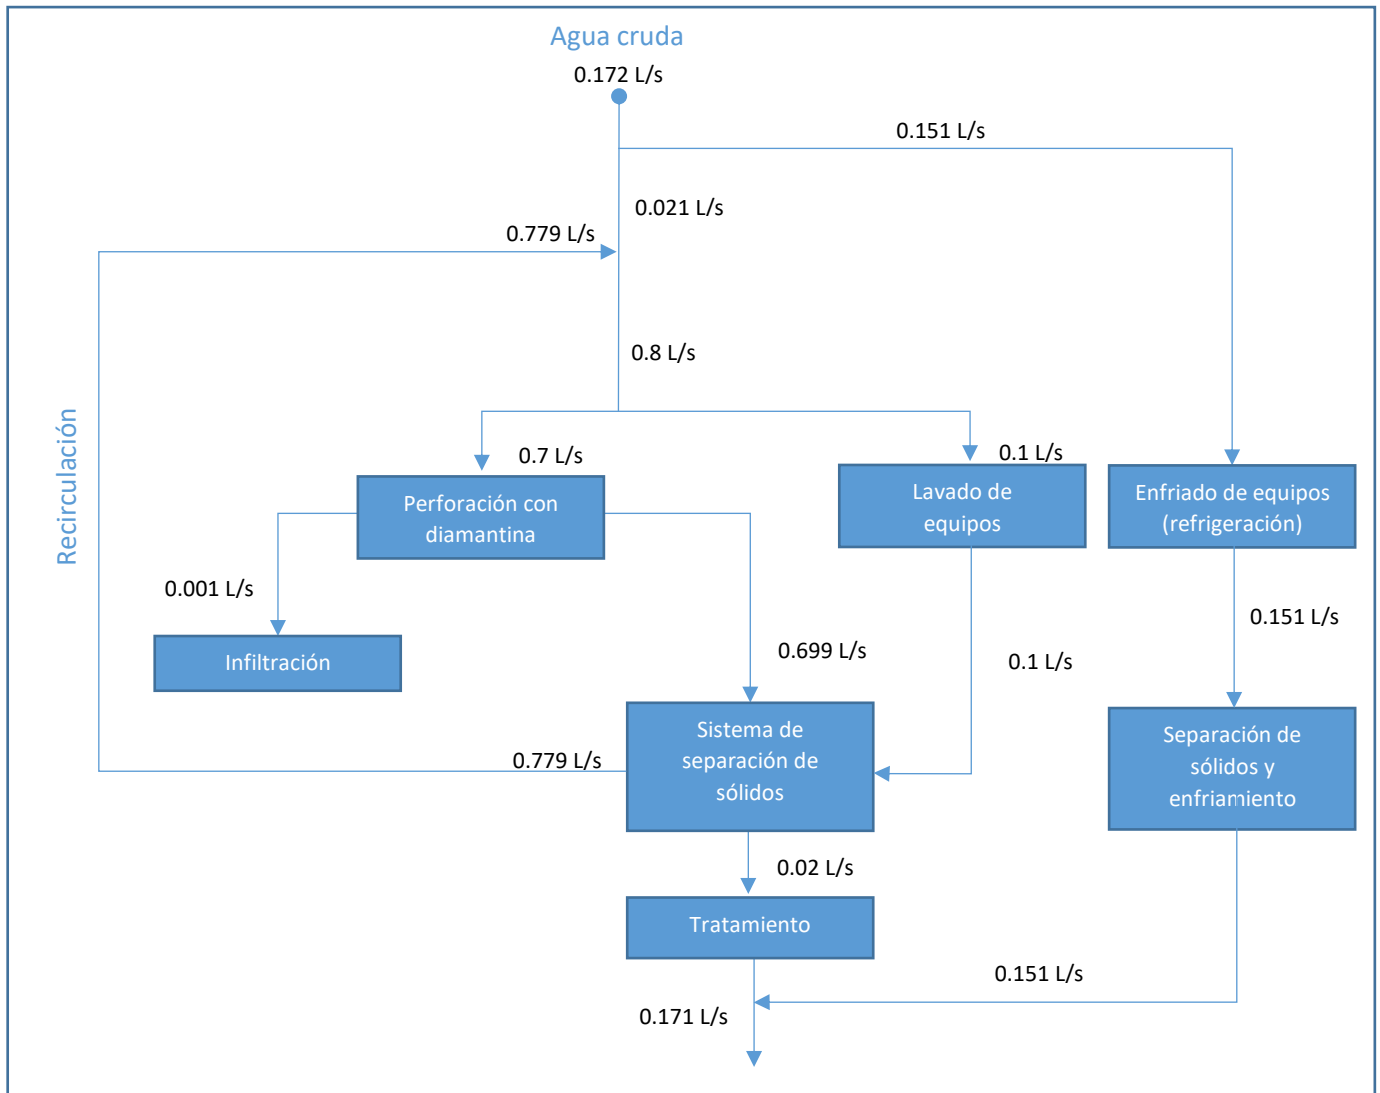 Agua cruda
0.172 L/s
0.151 L/s
0.021 L/s
0.779 L/s
0.8 L/s
Recirculación
0.7 L/s
0.1 L/s
Perforación con
diamantina
Lavado de
equipos
Enfriado de equipos
(refrigeración)
0.001 L/s
0.151 L/s
Infiltración
0.699 L/s
0.1 L/s
0.779 L/s
Sistema de
separación de
sólidos
Separación de
sólidos y
enfriamiento
0.02 L/s
Tratamiento
0.151 L/s
0.171 L/s